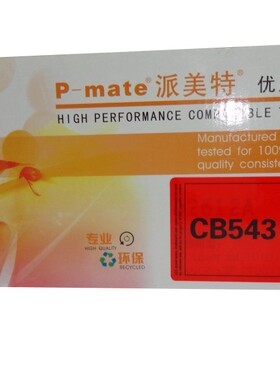 P-mate® 派美特® 优
HIGH PERFORMANCE COMPATIBLE
Manufactured
tested for 100%
quality consiste
CB543
专业
HIGH QUALITY
环保
RECYCLED